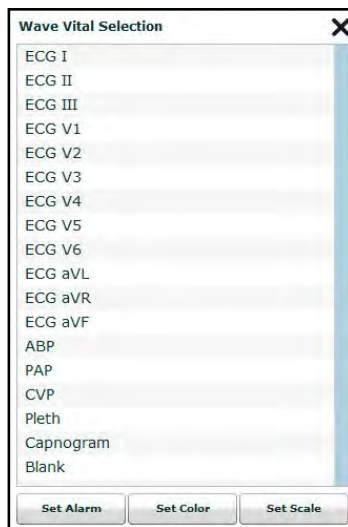 Wave Vital Selection
ECG I
ECG II
ECG III
ECG V1
ECG V2
ECG V3
ECG V4
ECG V5
ECG V6
ECG aVL
ECG aVR
ECG aVF
ABP
PAP
CVP
Pleth
Capnogram
Blank
Set Alarm Set Color Set Scale